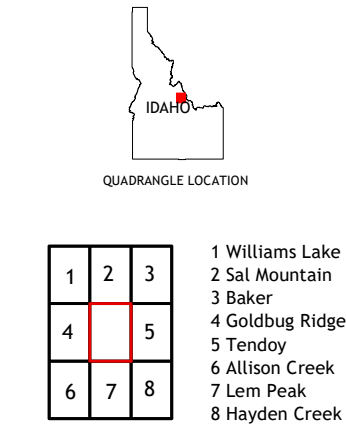 IDAHO
QUADRANGLE LOCATION
1 2 3
4 5
6 7 8
1 Williams Lake
2 Sal Mountain
3 Baker
4 Goldbug Ridge
5 Tendoy
6 Allison Creek
7 Lem Peak
8 Hayden Creek